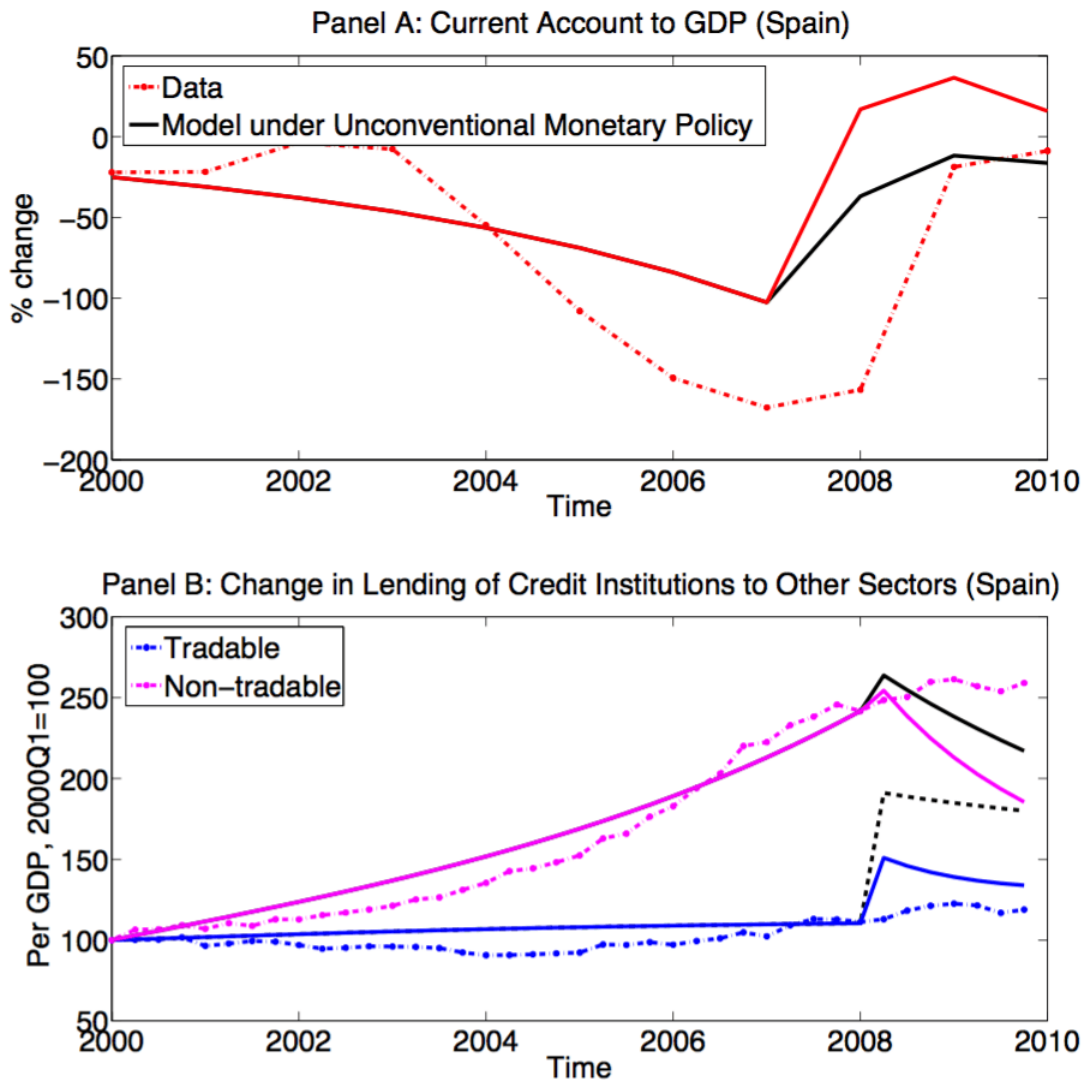 Panel A: Current Account to GDP (Spain)
50
Data
Model under Unconventional Monetary Policy
0
−50
−100
−150
−200
% change
2000 2002 2004 2006 2008 2010
Time
Panel B: Change in Lending of Credit Institutions to Other Sectors (Spain)
300
Tradable
Non−tradable
250
200
150
100
50
Per GDP, 2000Q1=100
2000 2002 2004 2006 2008 2010
Time